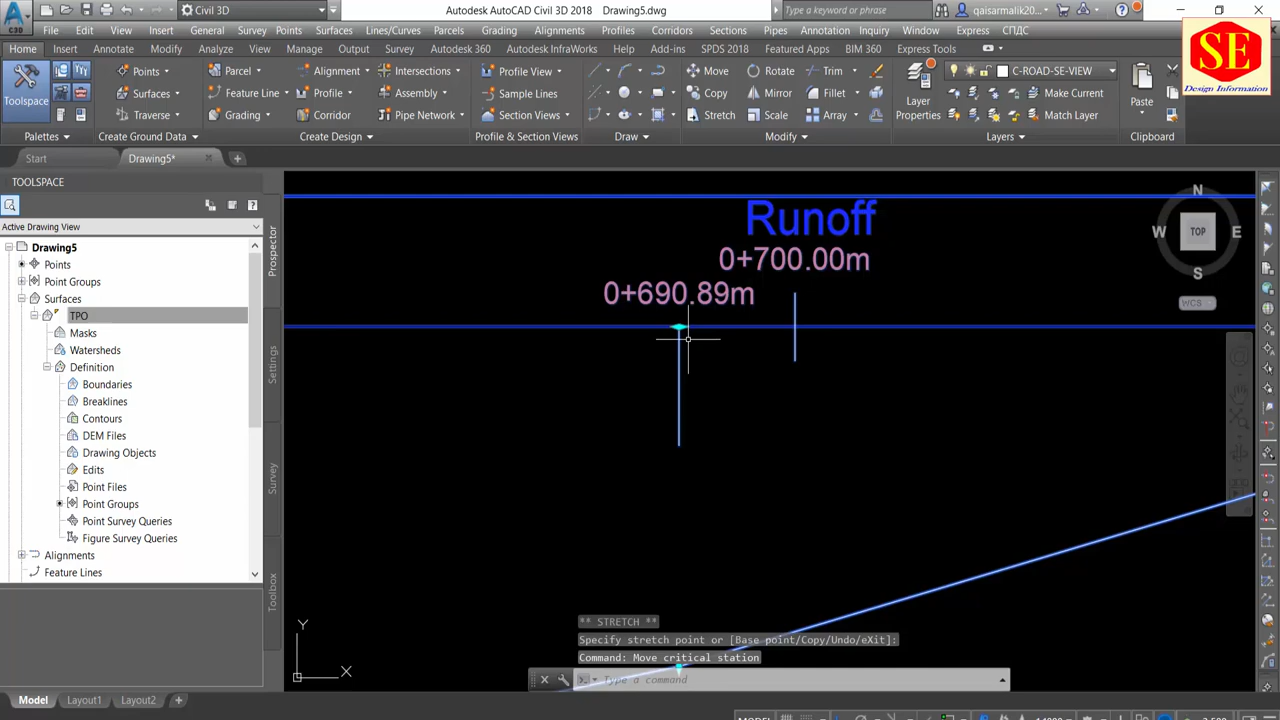 A
Civil 3D
Autodesk AutoCAD Civil 3D 2018 Drawing5.dwg
Type a keyword or phrase
qaisarmalik20...
C3D
File Edit View Insert General Survey Points Surfaces Lines/Curves Parcels Grading Alignments Profiles Corridors Sections Pipes Annotation Inquiry Window Express СПДС
Home Insert Annotate Modify Analyze View Manage Output Survey Autodesk 360 Autodesk InfraWorks Help Add-ins SPDS 2018 Featured Apps BIM 360 Express Tools
SE
Design Information
Toolspace
Points
Surfaces
Traverse
Parcel
Feature Line
Grading
Alignment
Profile
Corridor
Intersections
Assembly
Pipe Network
Profile View
Sample Lines
Section Views
Move
Copy
Stretch
Rotate
Mirror
Scale
Trim
Fillet
Array
Layer
Properties
C-ROAD-SE-VIEW
Make Current
Match Layer
Paste
Palettes Create Ground Data Create Design Profile & Section Views Draw Modify Layers Clipboard
Start Drawing5*
TOOLSPACE
Active Drawing View
Drawing5
Points
Point Groups
Surfaces
TPO
Masks
Watersheds
Definition
Boundaries
Breaklines
Contours
DEM Files
Drawing Objects
Edits
Point Files
Point Groups
Point Survey Queries
Figure Survey Queries
Alignments
Feature Lines
Prospector
Settings
Survey
Toolbox
Runoff
0+700.00m
0+690.89m
N
W TOP E
S
WCS
** STRETCH **
Specify stretch point or [Base point/Copy/Undo/eXit]:
Command: Move critical station
Type a command
Y
X
Model Layout1 Layout2